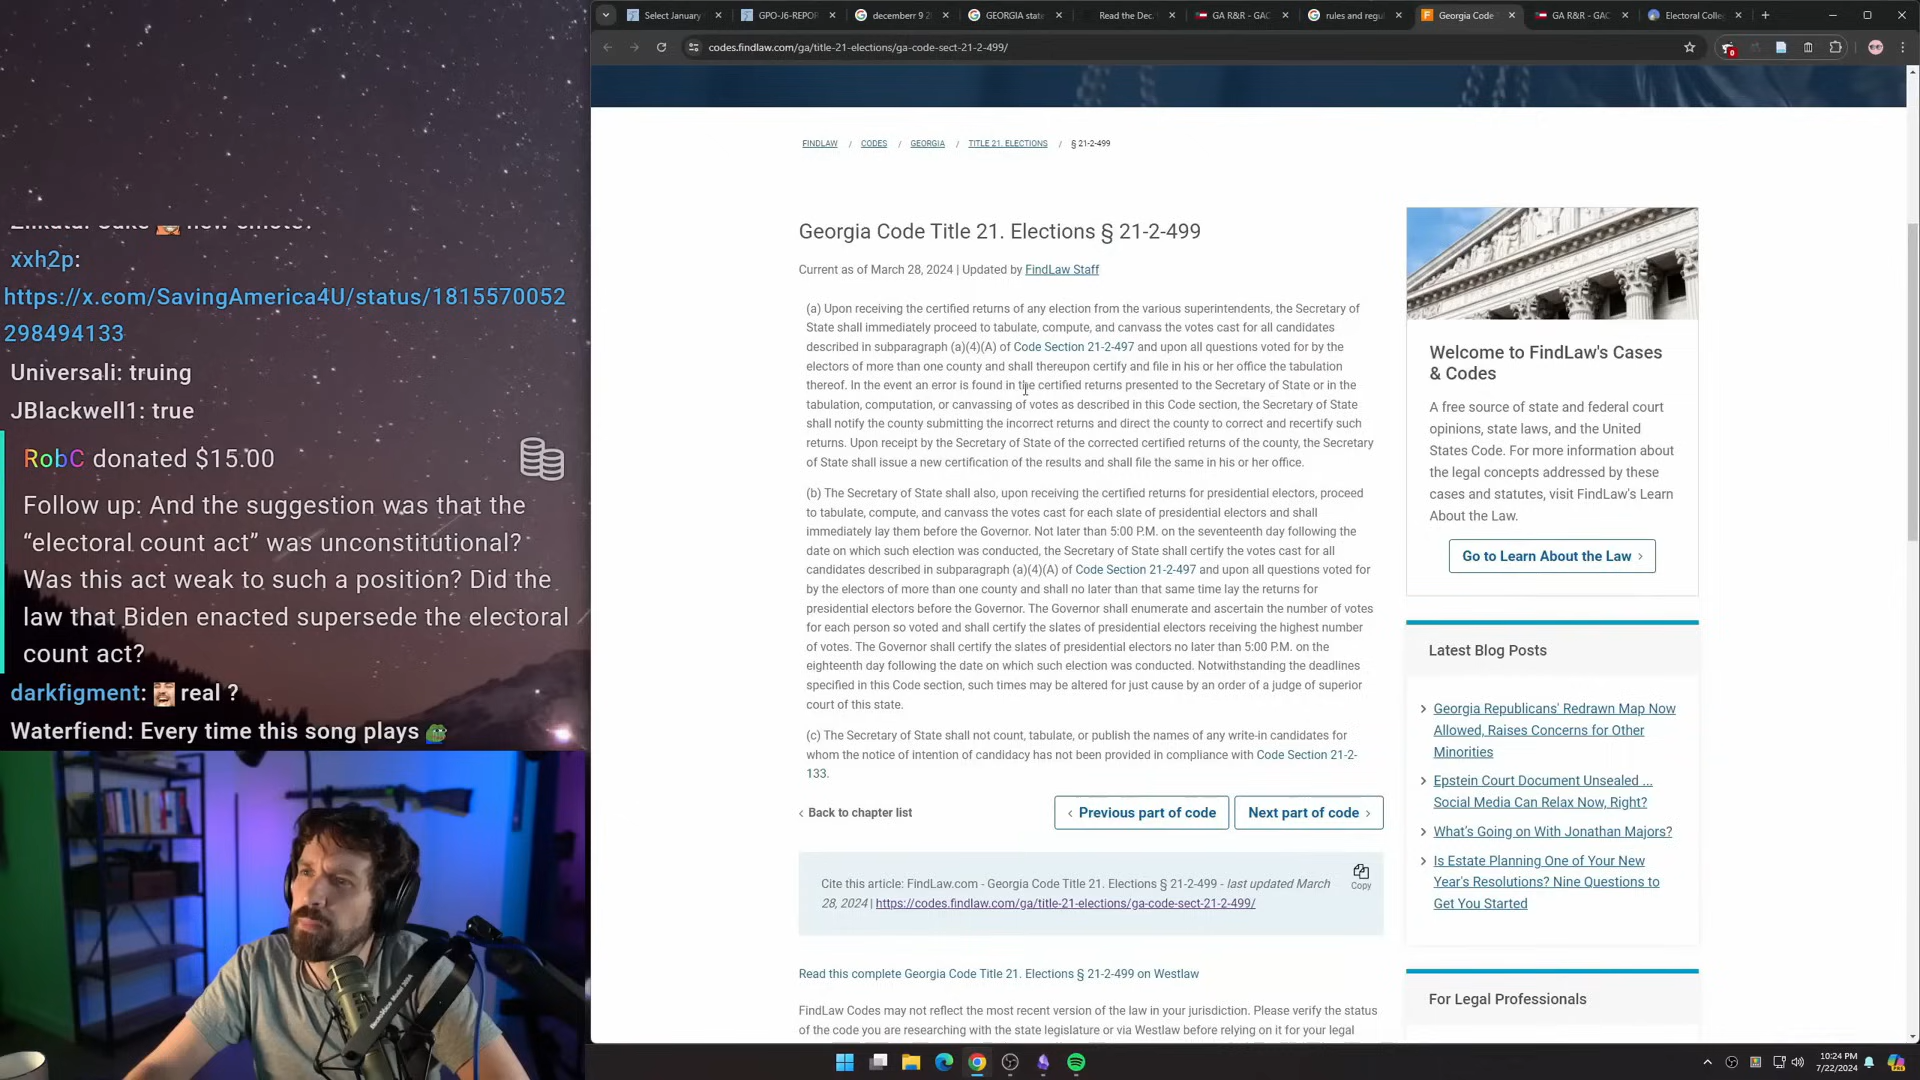 Select January
GPO-J6-REPOR
decemberr 9 2
GEORGIA state
Read the Dec.
GA R&R - GAC
rules and regu
Georgia Code
GA R&R - GAC
Electoral Colle
codes.findlaw.com/ga/title-21-elections/ga-code-sect-21-2-499/
0
xxh2p:
https://x.com/SavingAmerica4U/status/1815570052
298494133
Universali: truing
JBlackwell1: true
RobC donated $15.00
Follow up: And the suggestion was that the
“electoral count act” was unconstitutional?
Was this act weak to such a position? Did the
law that Biden enacted supersede the electoral
count act?
darkfigment: real ?
Waterfiend: Every time this song plays
FINDLAW / CODES / GEORGIA / TITLE 21. ELECTIONS / § 21-2-499
Georgia Code Title 21. Elections § 21-2-499
Current as of March 28, 2024 | Updated by FindLaw Staff
(a) Upon receiving the certified returns of any election from the various superintendents, the Secretary of
State shall immediately proceed to tabulate, compute, and canvass the votes cast for all candidates
described in subparagraph (a)(4)(A) of Code Section 21-2-497 and upon all questions voted for by the
electors of more than one county and shall thereupon certify and file in his or her office the tabulation
thereof. In the event an error is found in the certified returns presented to the Secretary of State or in the
tabulation, computation, or canvassing of votes as described in this Code section, the Secretary of State
shall notify the county submitting the incorrect returns and direct the county to correct and recertify such
returns. Upon receipt by the Secretary of State of the corrected certified returns of the county, the Secretary
of State shall issue a new certification of the results and shall file the same in his or her office.
(b) The Secretary of State shall also, upon receiving the certified returns for presidential electors, proceed
to tabulate, compute, and canvass the votes cast for each slate of presidential electors and shall
immediately lay them before the Governor. Not later than 5:00 P.M. on the seventeenth day following the
date on which such election was conducted, the Secretary of State shall certify the votes cast for all
candidates described in subparagraph (a)(4)(A) of Code Section 21-2-497 and upon all questions voted for
by the electors of more than one county and shall no later than that same time lay the returns for
presidential electors before the Governor. The Governor shall enumerate and ascertain the number of votes
for each person so voted and shall certify the slates of presidential electors receiving the highest number
of votes. The Governor shall certify the slates of presidential electors no later than 5:00 P.M. on the
eighteenth day following the date on which such election was conducted. Notwithstanding the deadlines
specified in this Code section, such times may be altered for just cause by an order of a judge of superior
court of this state.
(c) The Secretary of State shall not count, tabulate, or publish the names of any write-in candidates for
whom the notice of intention of candidacy has not been provided in compliance with Code Section 21-2-
133.
Back to chapter list
Previous part of code
Next part of code
Cite this article: FindLaw.com - Georgia Code Title 21. Elections § 21-2-499 - last updated March
28, 2024 | https://codes.findlaw.com/ga/title-21-elections/ga-code-sect-21-2-499/
Copy
Read this complete Georgia Code Title 21. Elections § 21-2-499 on Westlaw
FindLaw Codes may not reflect the most recent version of the law in your jurisdiction. Please verify the status
of the code you are researching with the state legislature or via Westlaw before relying on it for your legal
Welcome to FindLaw's Cases
& Codes
A free source of state and federal court
opinions, state laws, and the United
States Code. For more information about
the legal concepts addressed by these
cases and statutes, visit FindLaw's Learn
About the Law.
Go to Learn About the Law
Latest Blog Posts
Georgia Republicans' Redrawn Map Now
Allowed, Raises Concerns for Other
Minorities
Epstein Court Document Unsealed ...
Social Media Can Relax Now, Right?
What's Going on With Jonathan Majors?
Is Estate Planning One of Your New
Year's Resolutions? Nine Questions to
Get You Started
For Legal Professionals
10:24 PM
7/22/2024